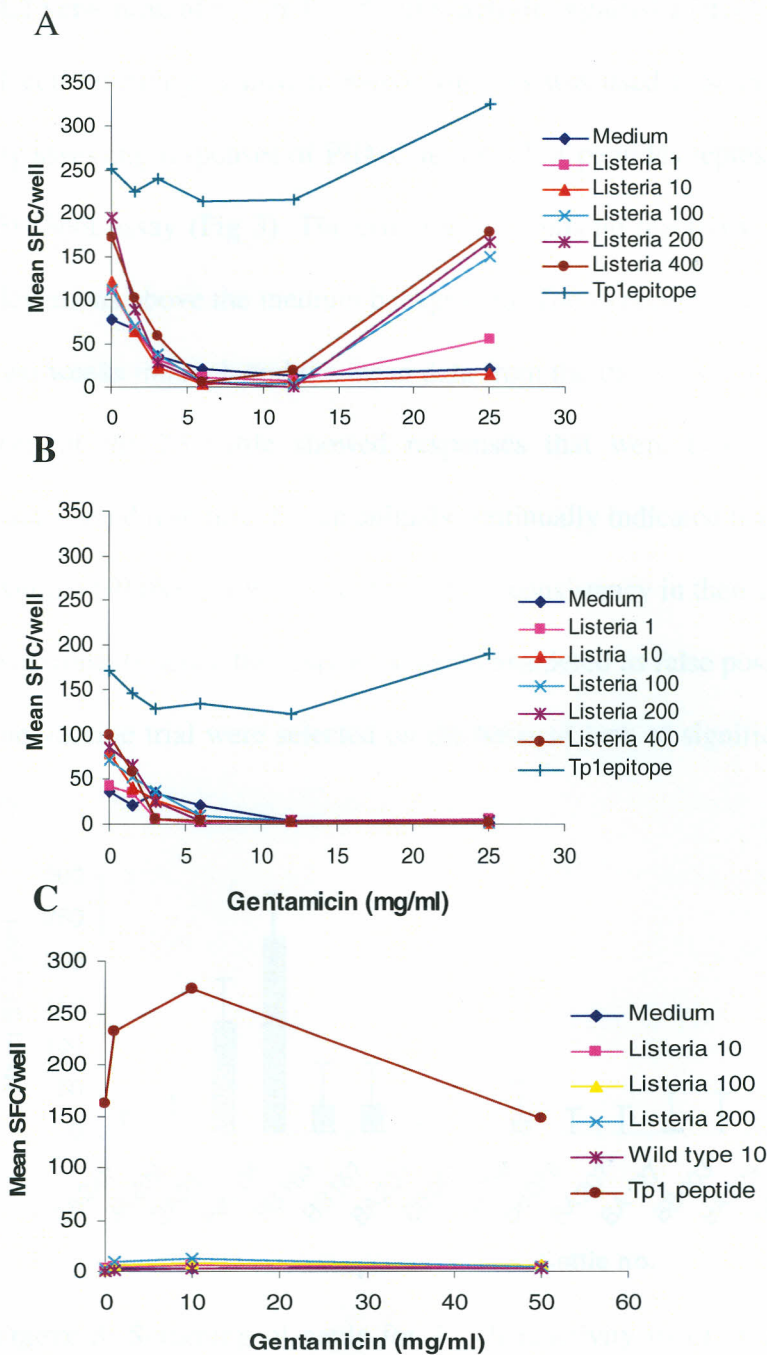 A
Mean SFC/well
350
300
250
200
150
100
50
0
0 5 10 15 20 25 30
Medium
Listeria 1
Listeria 10
Listeria 100
Listeria 200
Listeria 400
Tp1epitope
B
Mean SFC/well
350
300
250
200
150
100
50
0
0 5 10 15 20 25 30
Medium
Listeria 1
Listria 10
Listeria 100
Listeria 200
Listeria 400
Tp1epitope
Gentamicin (mg/ml)
C
Mean SFC/well
300
250
200
150
100
50
0
0 10 20 30 40 50 60
Medium
Listeria 10
Listeria 100
Listeria 200
Wild type 10
Tp1 peptide
Gentamicin (mg/ml)